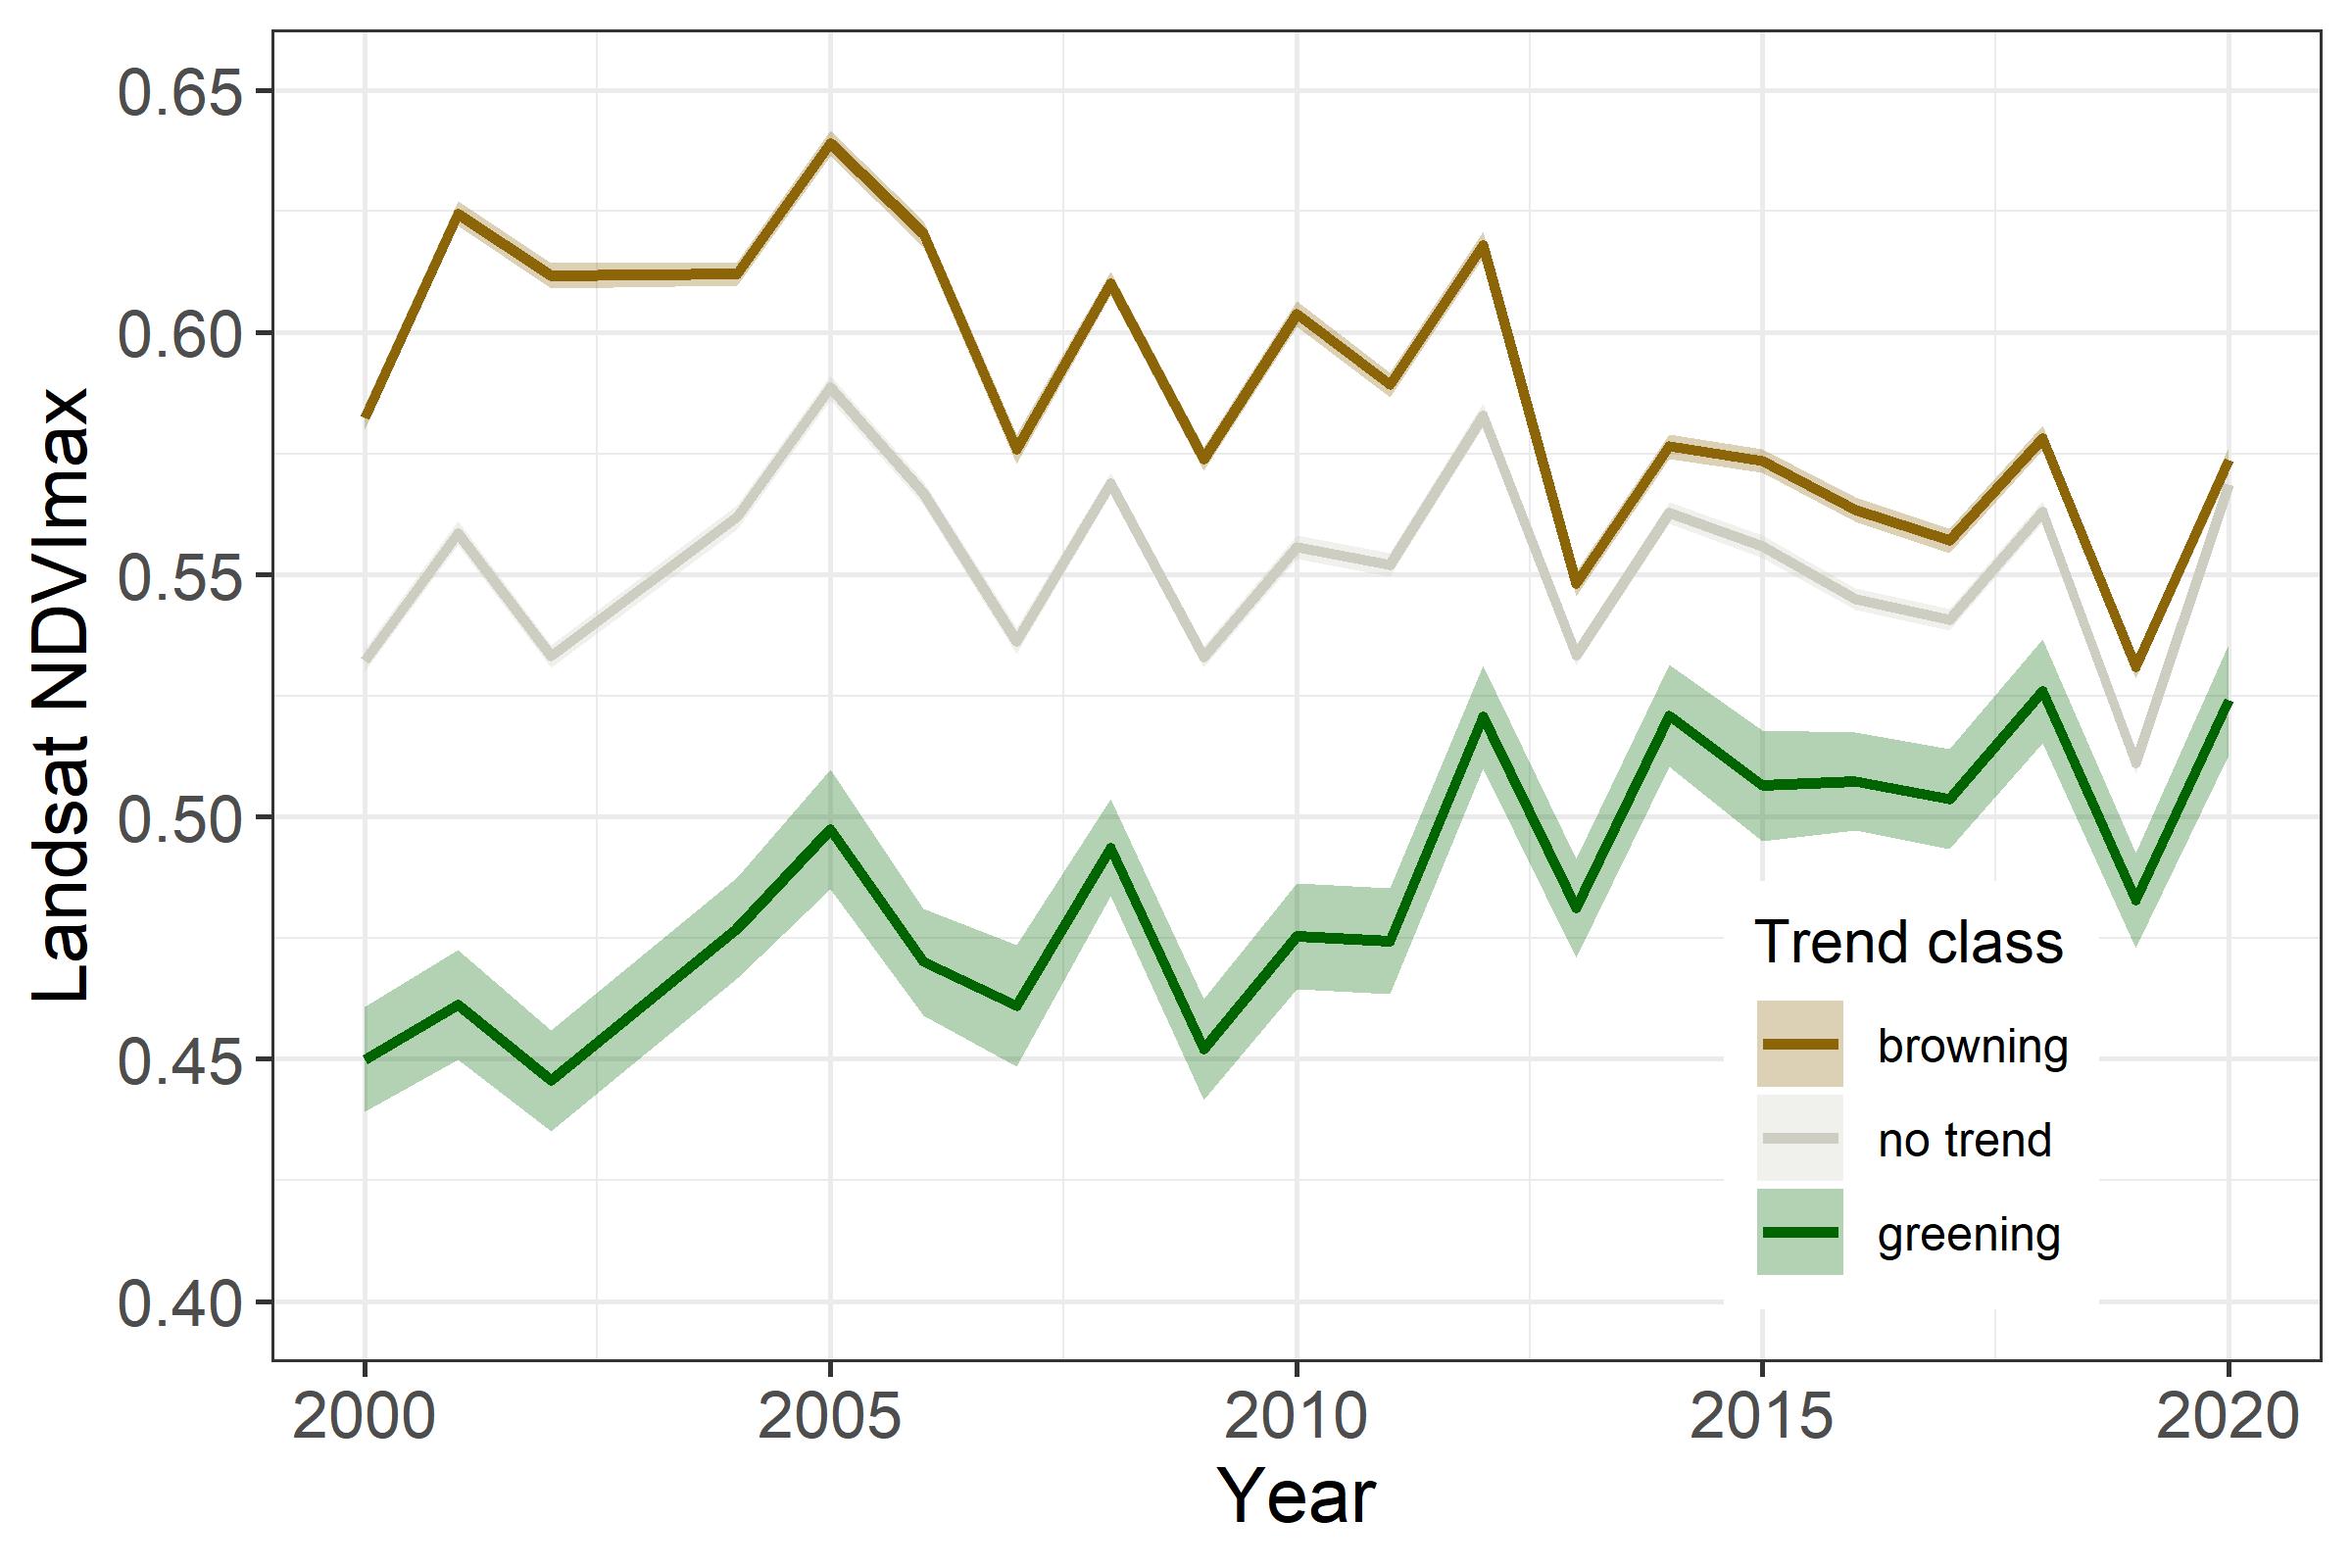 Landsat NDVImax
0.65
0.60
0.55
0.50
0.45
0.40
Trend class
browning
no trend
greening
2000 2005 2010 2015 2020
Year